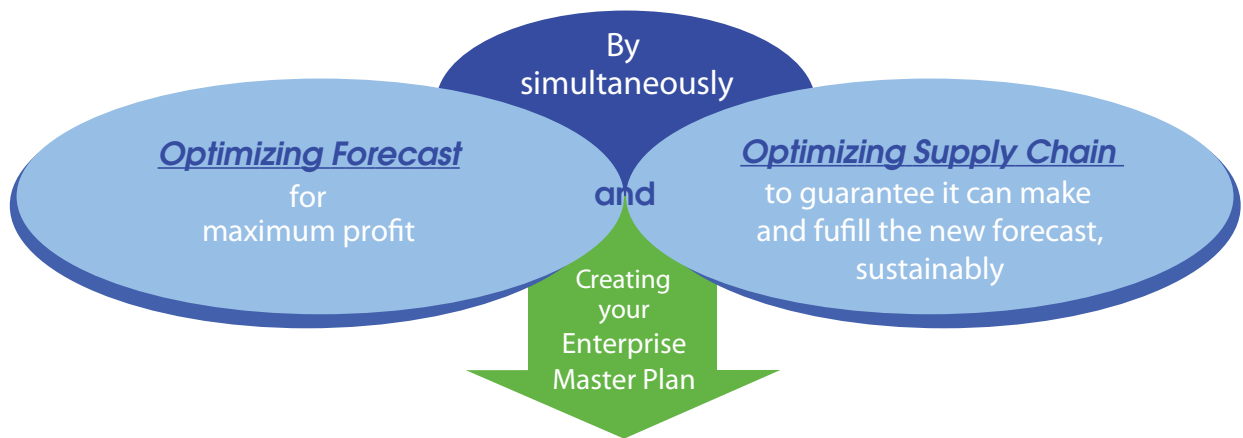 By
simultaneously
Optimizing Forecast
for
maximum profit
and
Optimizing Supply Chain
to guarantee it can make
and fufill the new forecast,
sustainably
Creating
your
Enterprise
Master Plan